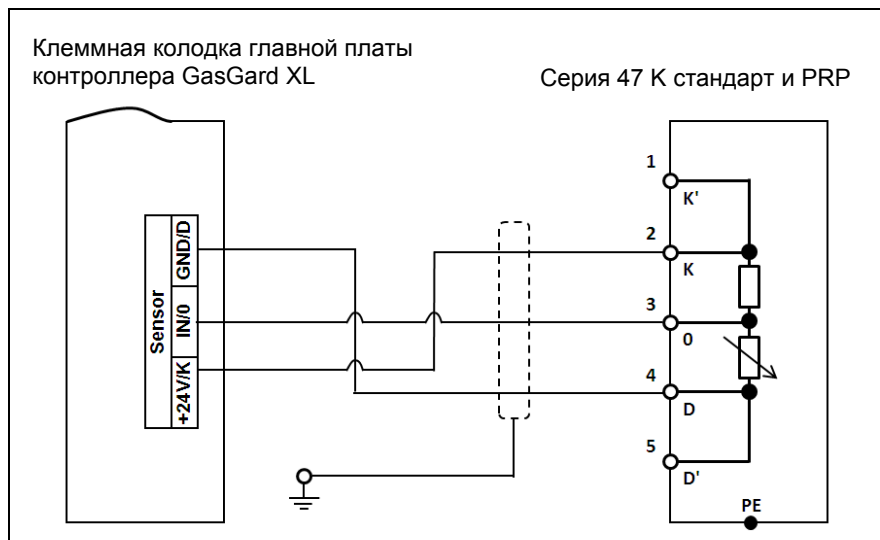 Клеммная колодка главной платы
контроллера GasGard XL
Серия 47 К стандарт и PRP
Sensor
GND/D
IN/0
+24V/K
1
K'
2
K
3
0
4
D
5
D'
PE